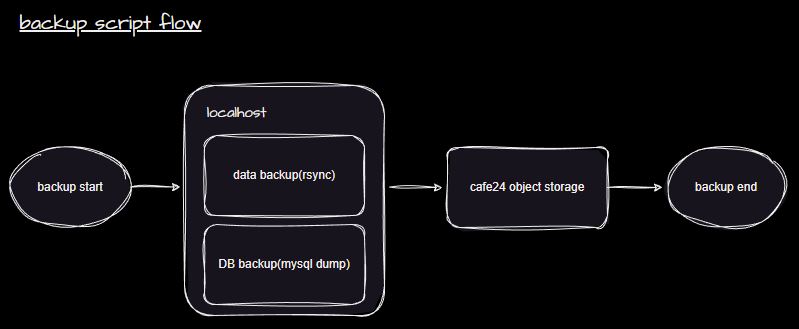 backup script flow
localhost
backup start
data backup(rsync)
DB backup(mysql dump)
cafe24 object storage
backup end